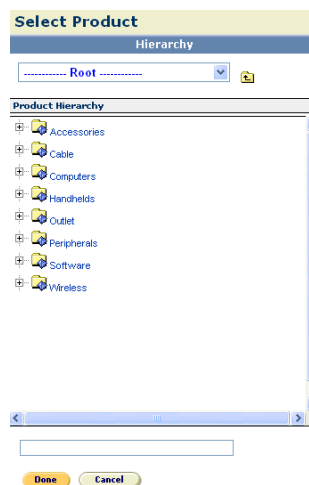 Select Product
Hierarchy
----------- Root -----------
Product Hierarchy
Accessories
Cable
Computers
Handhelds
Outlet
Peripherals
Software
Wireless
Done Cancel